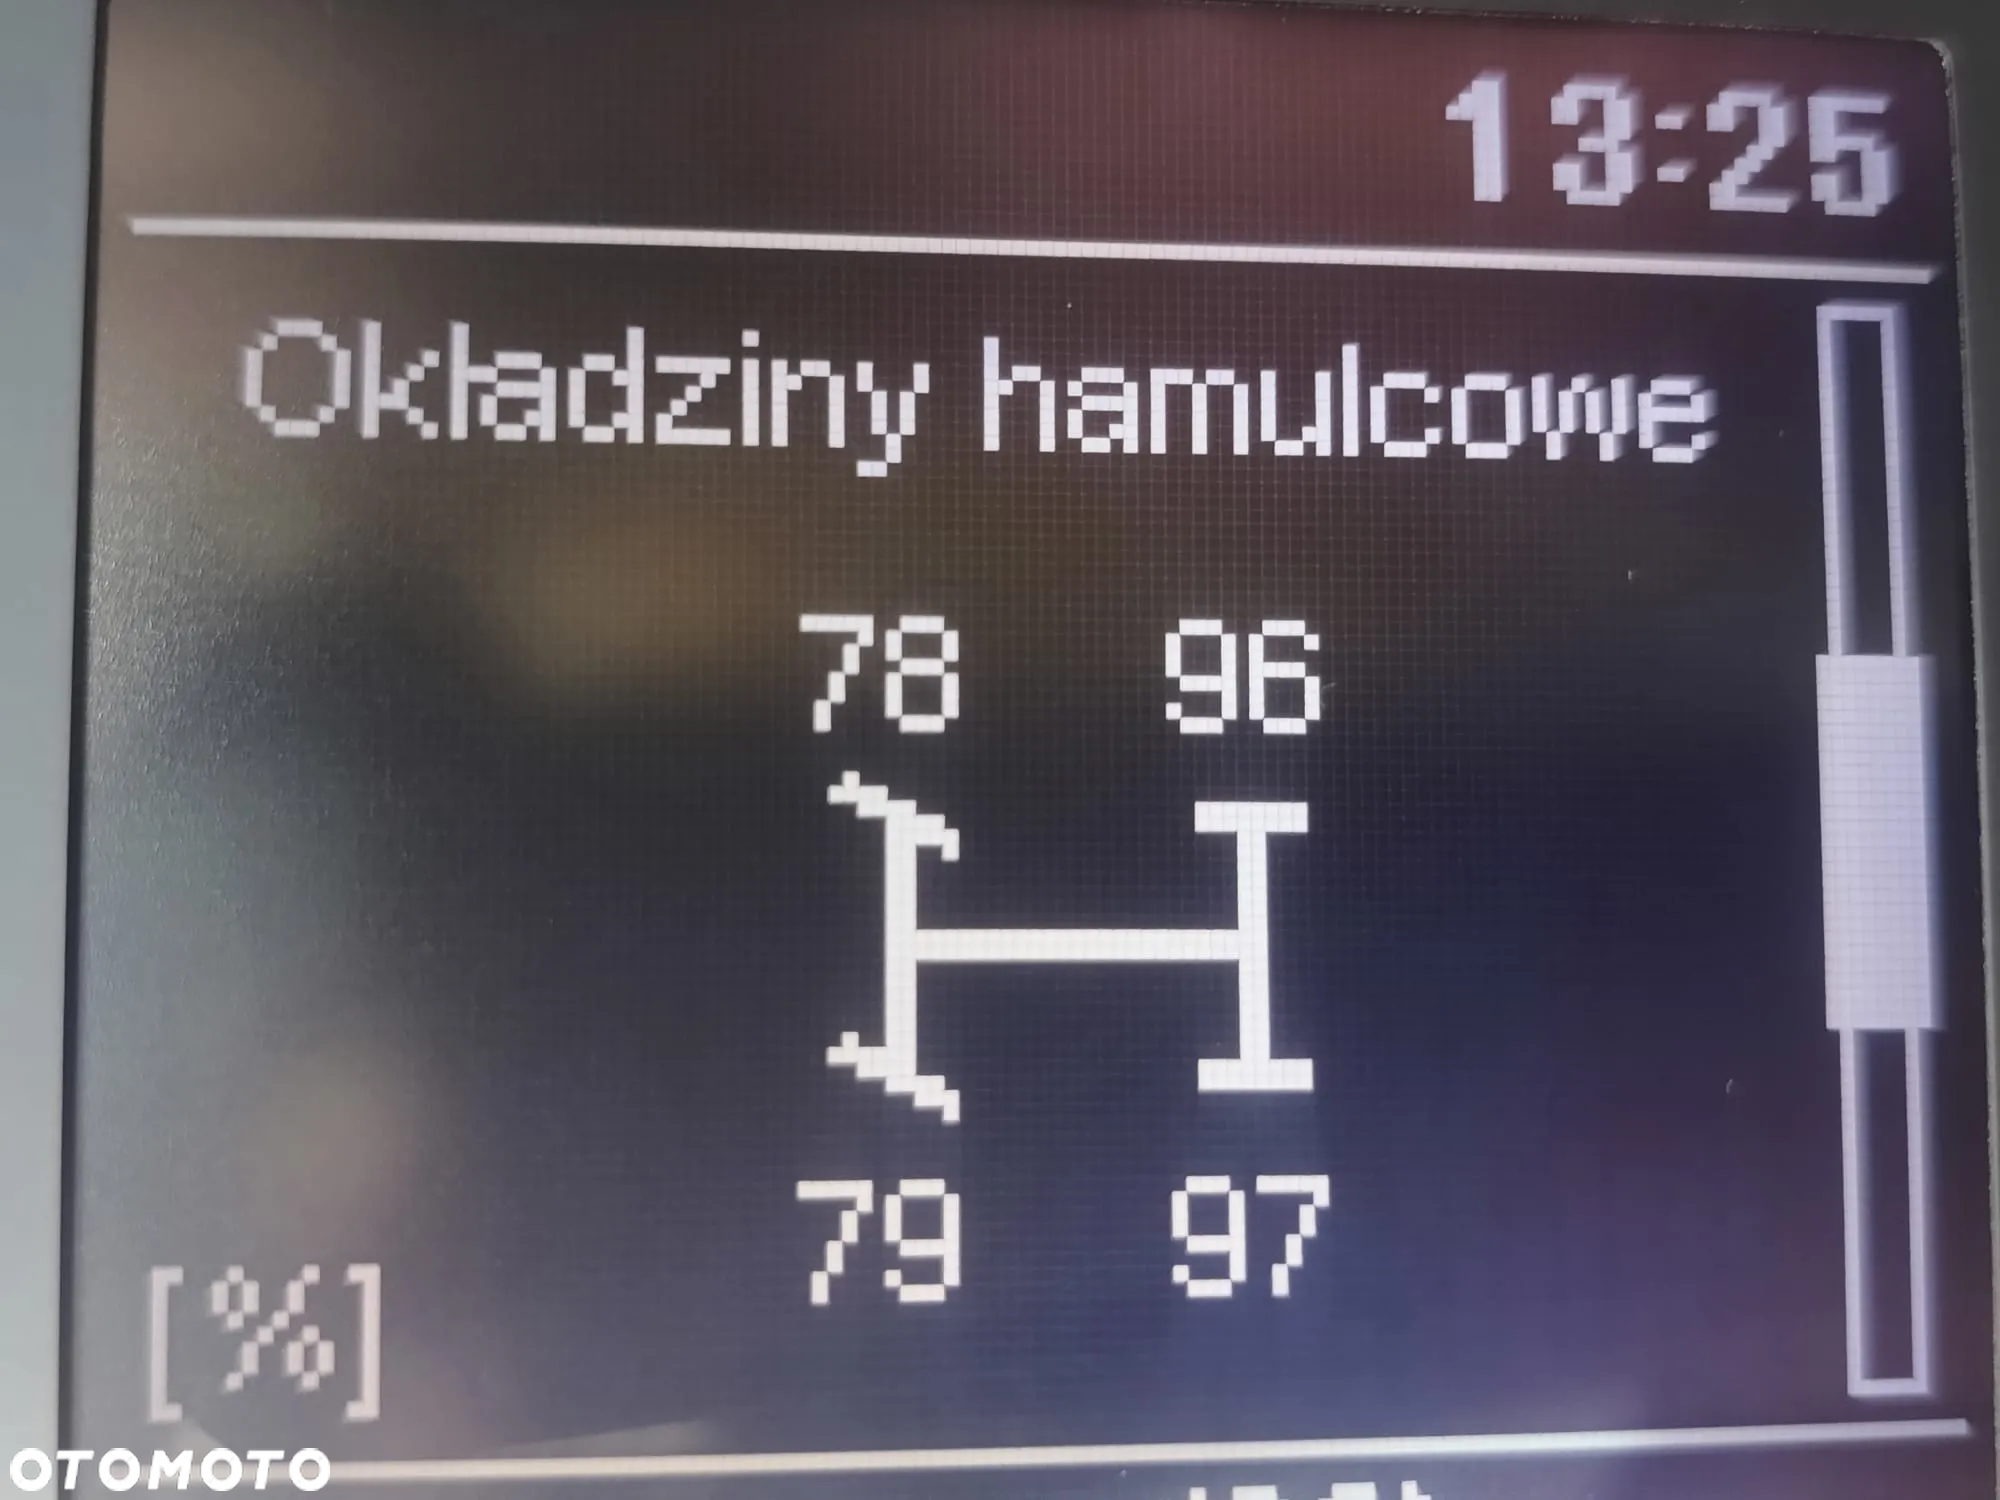 13:25
Okładziny hamulcowe
78 96
79 97
[%]
OTOMOTO